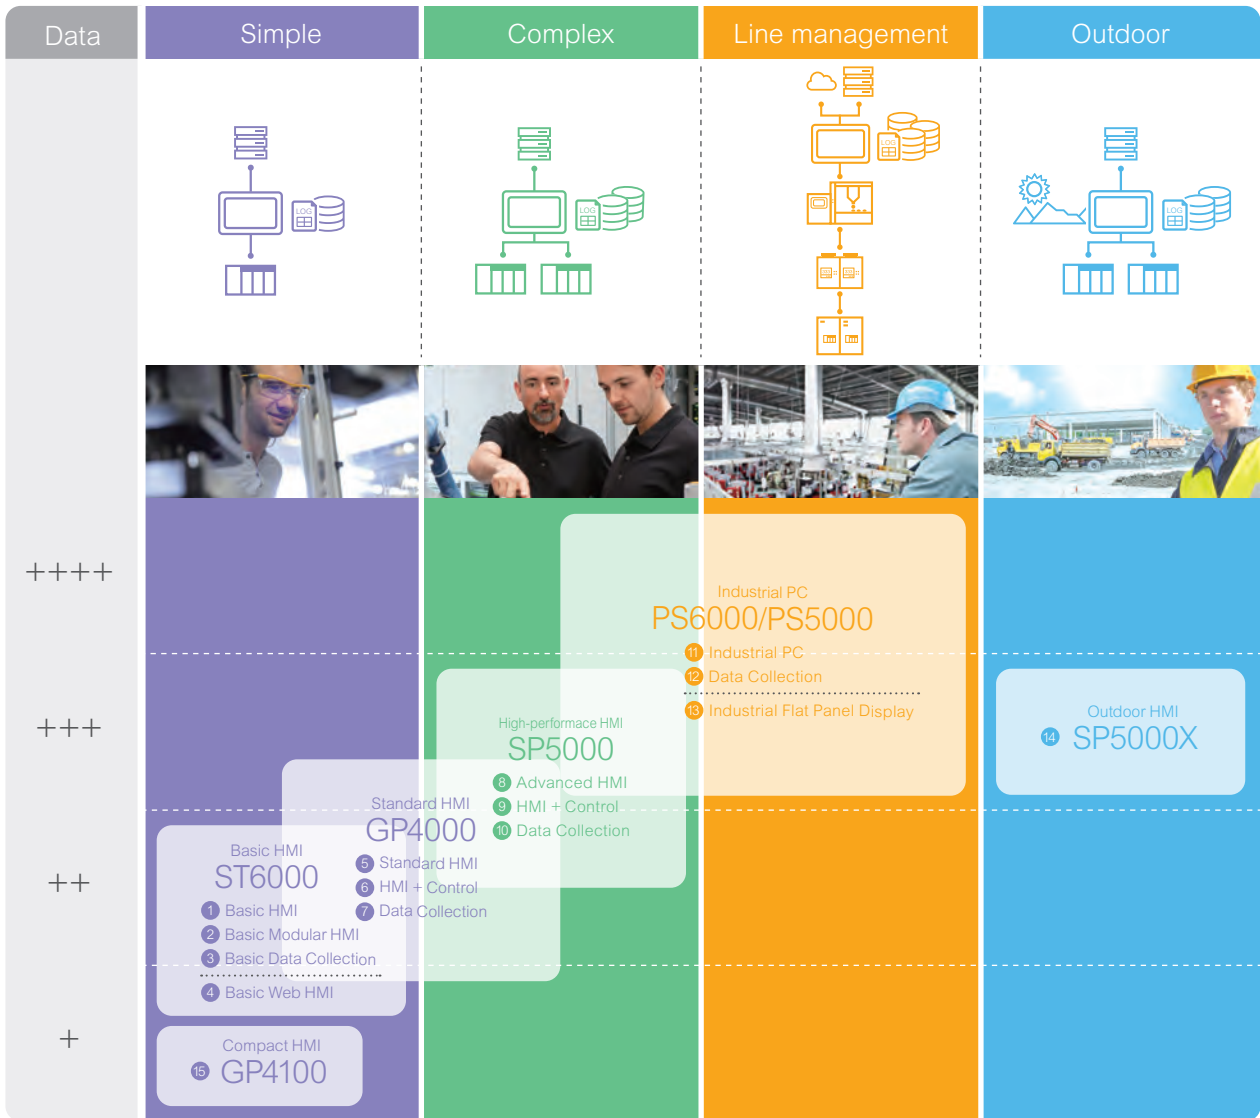 Data
Simple
Complex
Line management
Outdoor
LOG
LOG
LOG
LOG
++++
+++
++
+
Industrial PC
PS6000/PS5000
11 Industrial PC
12 Data Collection
13 Industrial Flat Panel Display
High-performace HMI
SP5000
8 Advanced HMI
9 HMI + Control
10 Data Collection
Outdoor HMI
14 SP5000X
Standard HMI
GP4000
5 Standard HMI
6 HMI + Control
7 Data Collection
Basic HMI
ST6000
1 Basic HMI
2 Basic Modular HMI
3 Basic Data Collection
4 Basic Web HMI
Compact HMI
15 GP4100